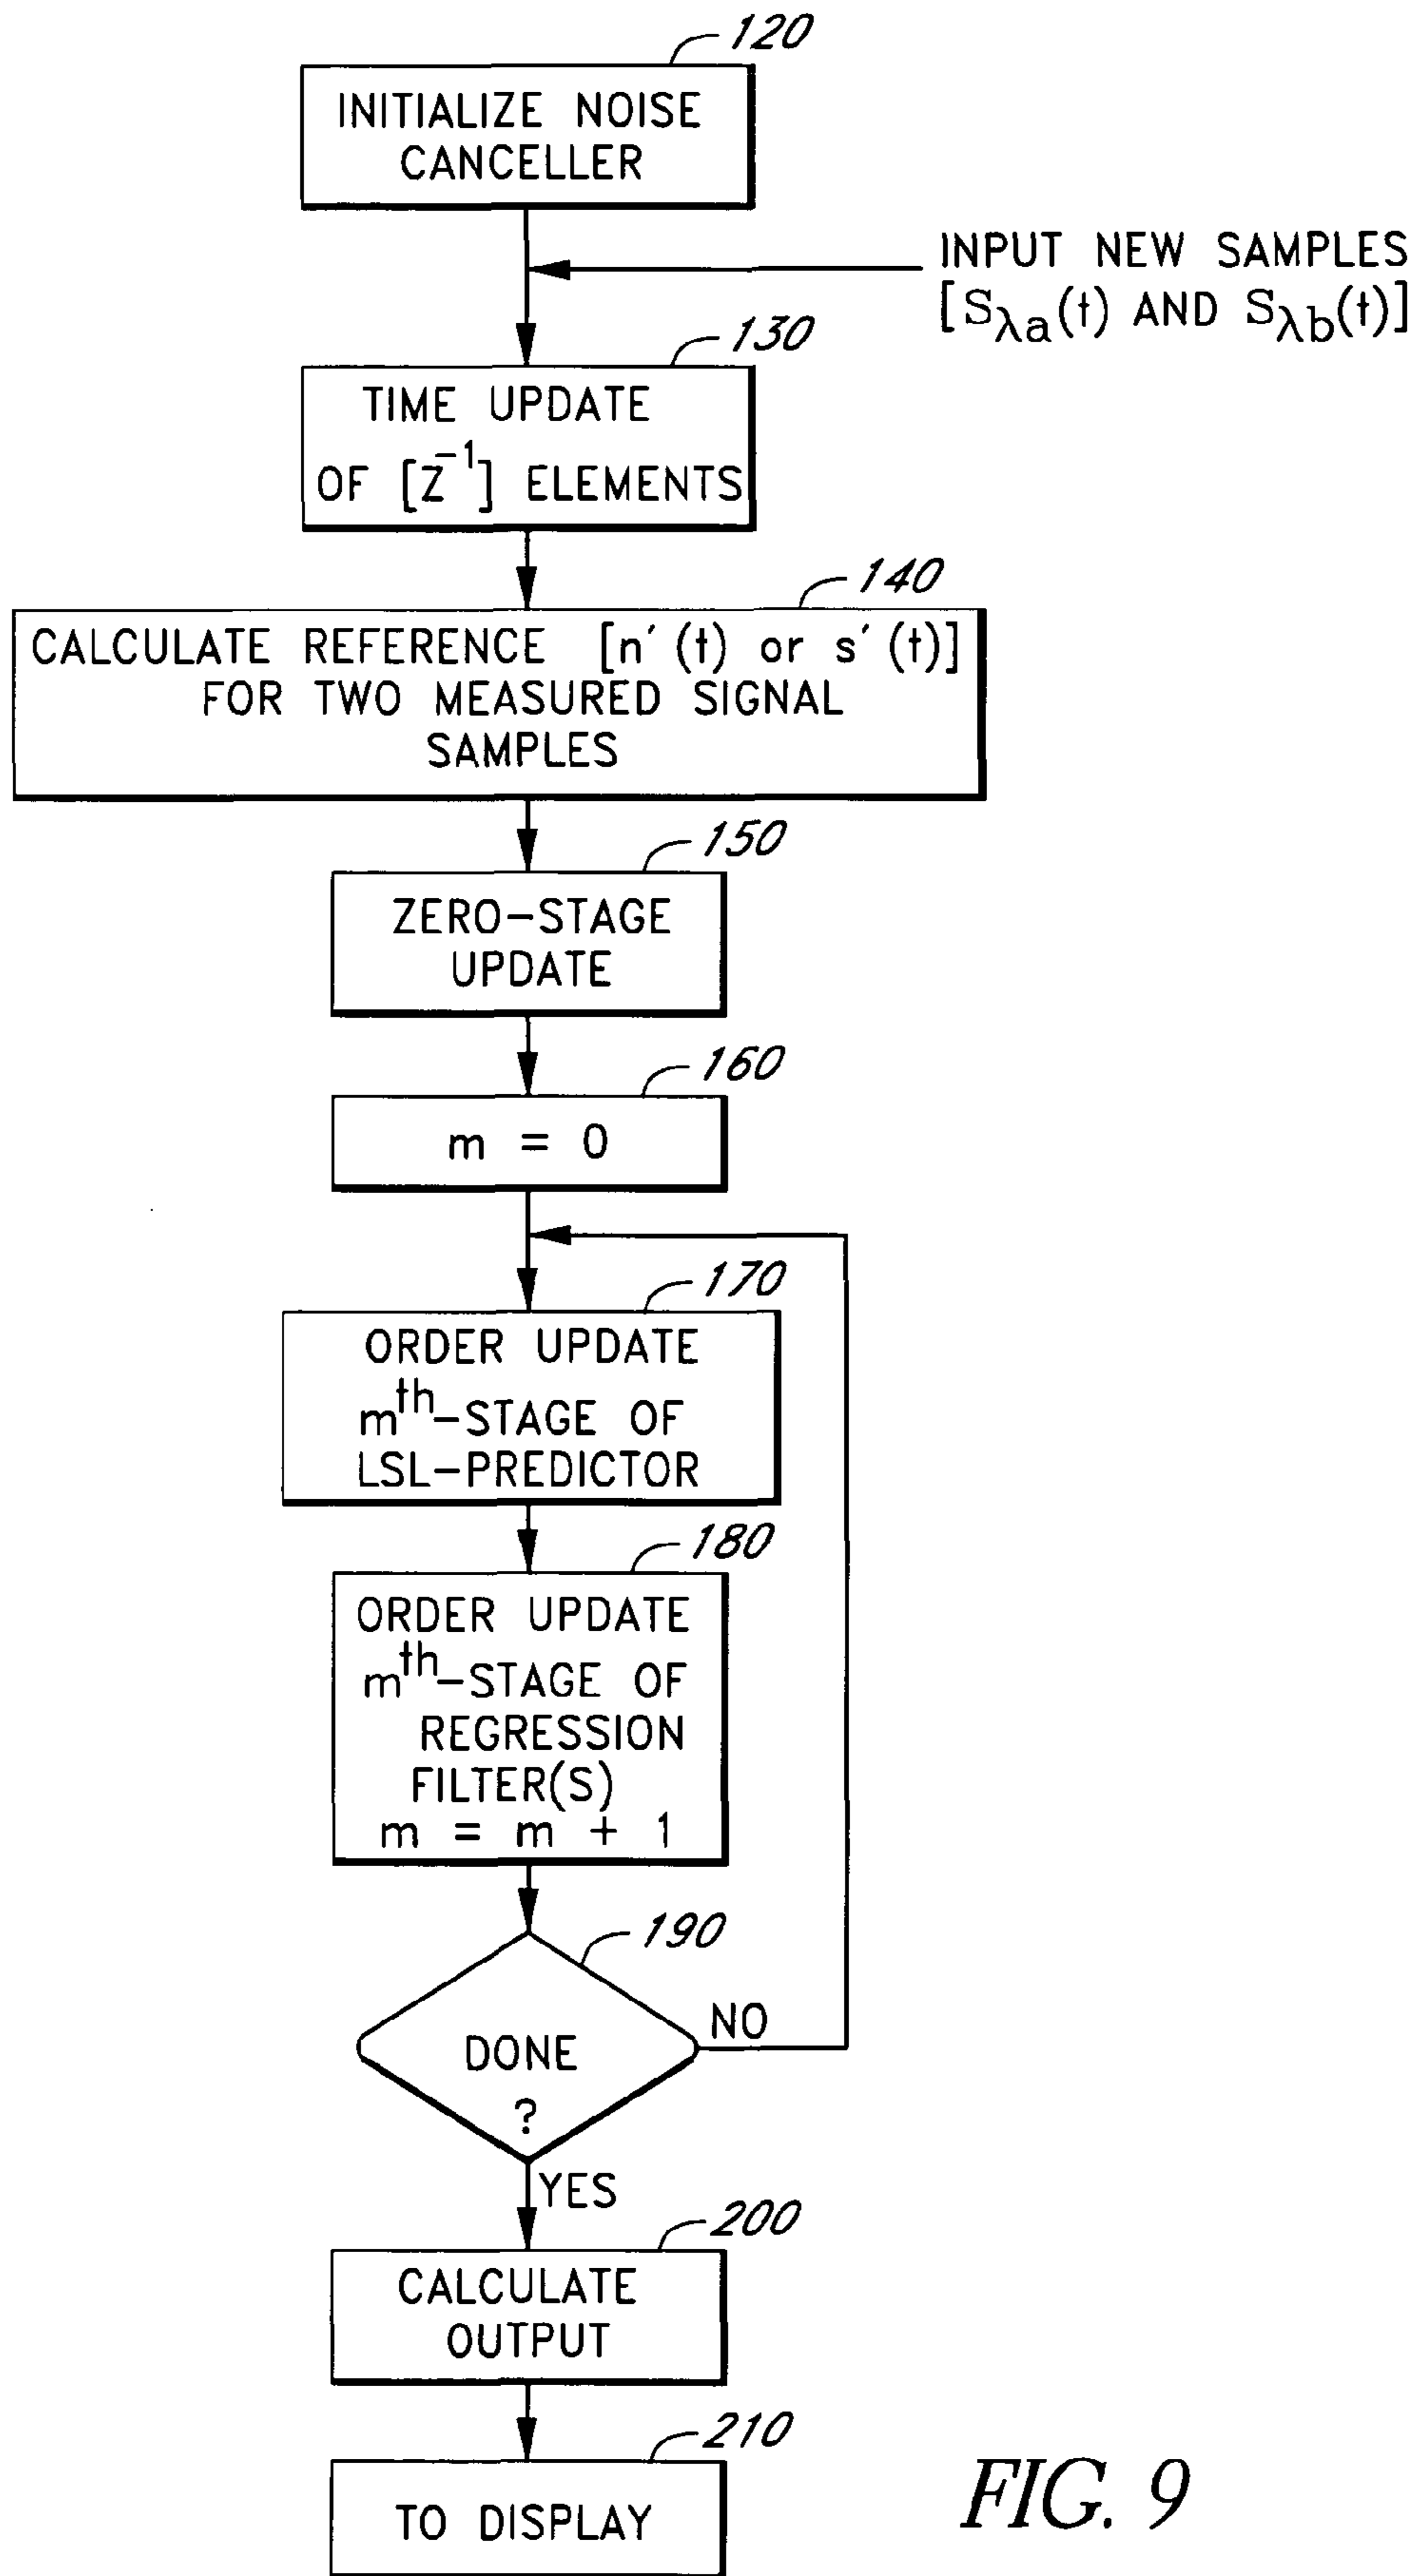 120
INITIALIZE NOISE
CANCELLER
INPUT NEW SAMPLES
[S_λa(t) AND S_λb(t)]
130
TIME UPDATE
OF [Z⁻¹] ELEMENTS
140
CALCULATE REFERENCE [n′(t) or s′(t)]
FOR TWO MEASURED SIGNAL
SAMPLES
150
ZERO-STAGE
UPDATE
160
m = 0
170
ORDER UPDATE
mᵗʰ-STAGE OF
LSL-PREDICTOR
180
ORDER UPDATE
mᵗʰ-STAGE OF
REGRESSION
FILTER(S)
m = m + 1
190
NO
DONE
?
YES
200
CALCULATE
OUTPUT
210
TO DISPLAY
FIG. 9